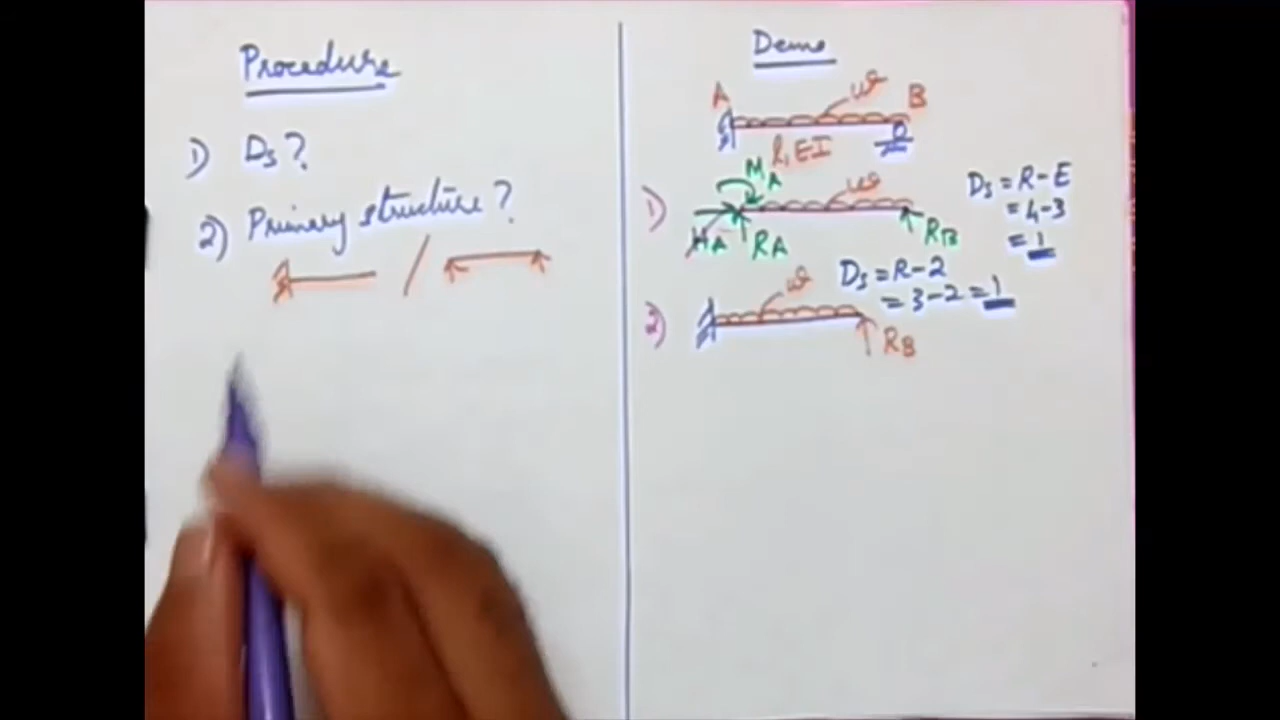 Procedure
1) Ds?
2) Primary structure?
/
Demo
A w B
l, EI
1) MA w
HA RA RB
Ds = R-E
= 4-3
= 1
Ds = R-2
= 3-2 = 1
2) w
RB